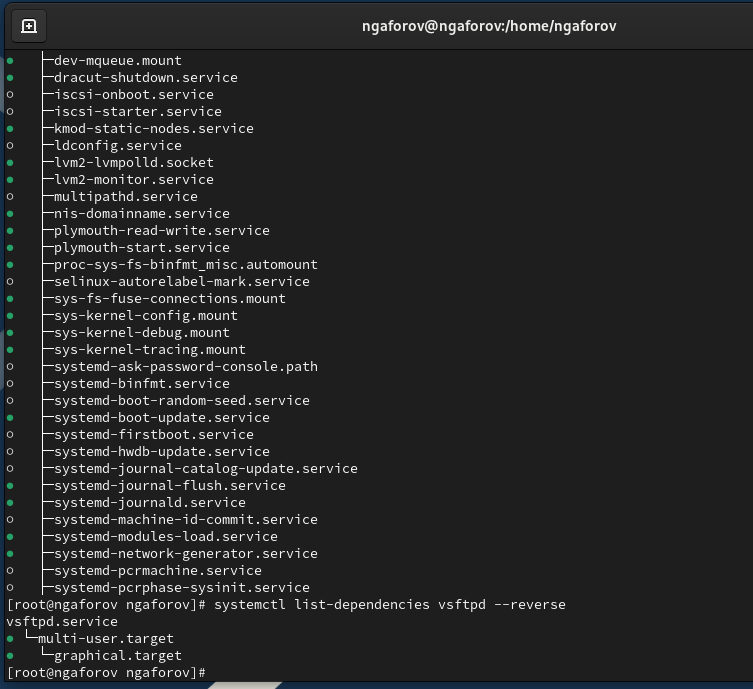 ngaforov@ngaforov:/home/ngaforov
● ├─dev-mqueue.mount
● ├─dracut-shutdown.service
○ ├─iscsi-onboot.service
○ ├─iscsi-starter.service
● ├─kmod-static-nodes.service
○ ├─ldconfig.service
● ├─lvm2-lvmpolld.socket
● ├─lvm2-monitor.service
○ ├─multipathd.service
● ├─nis-domainname.service
● ├─plymouth-read-write.service
● ├─plymouth-start.service
● ├─proc-sys-fs-binfmt_misc.automount
○ ├─selinux-autorelabel-mark.service
● ├─sys-fs-fuse-connections.mount
● ├─sys-kernel-config.mount
● ├─sys-kernel-debug.mount
● ├─sys-kernel-tracing.mount
○ ├─systemd-ask-password-console.path
○ ├─systemd-binfmt.service
○ ├─systemd-boot-random-seed.service
● ├─systemd-boot-update.service
○ ├─systemd-firstboot.service
○ ├─systemd-hwdb-update.service
○ ├─systemd-journal-catalog-update.service
● ├─systemd-journal-flush.service
● ├─systemd-journald.service
○ ├─systemd-machine-id-commit.service
● ├─systemd-modules-load.service
● ├─systemd-network-generator.service
○ ├─systemd-pcrmachine.service
○ ├─systemd-pcrphase-sysinit.service
[root@ngaforov ngaforov]# systemctl list-dependencies vsftpd --reverse
vsftpd.service
● └─multi-user.target
●   └─graphical.target
[root@ngaforov ngaforov]#